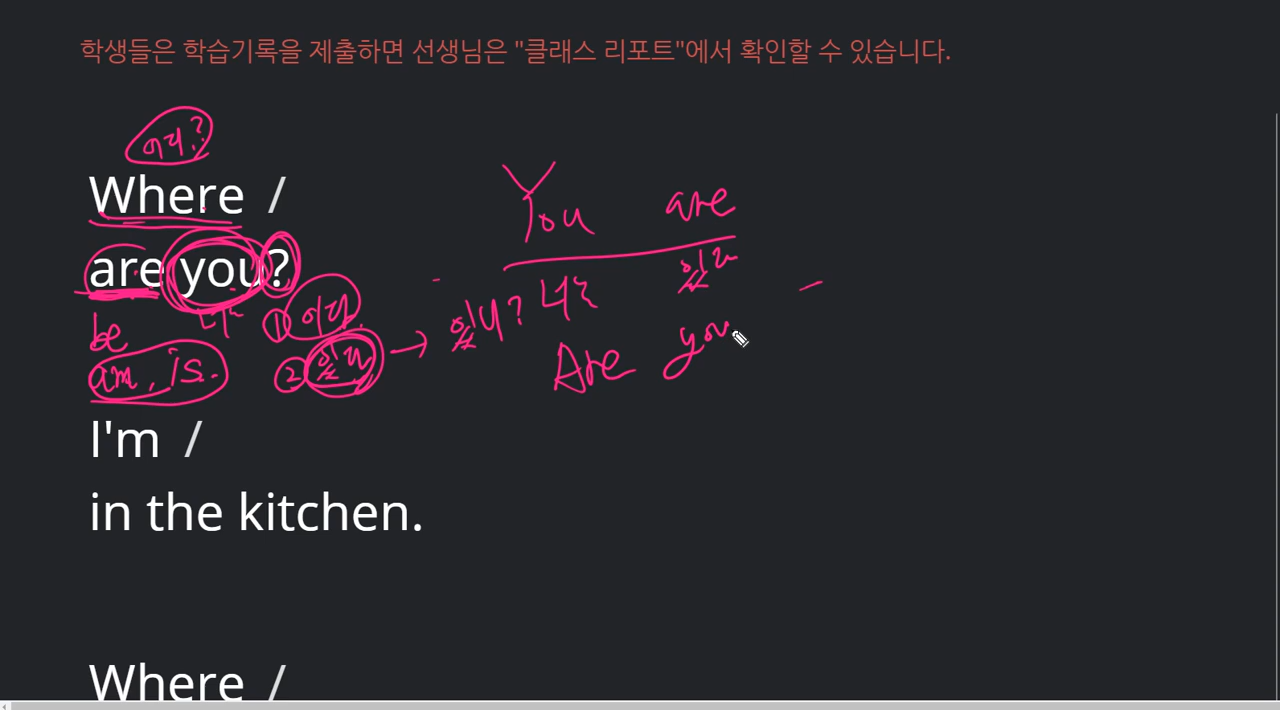 학생들은 학습기록을 제출하면 선생님은 "클래스 리포트"에서 확인할 수 있습니다.
어디?
Where /
are you?
be
am, is.
① 이다.
② 있다 → 있니?
You are
너는 있다
Are you
I'm /
in the kitchen.
Where /